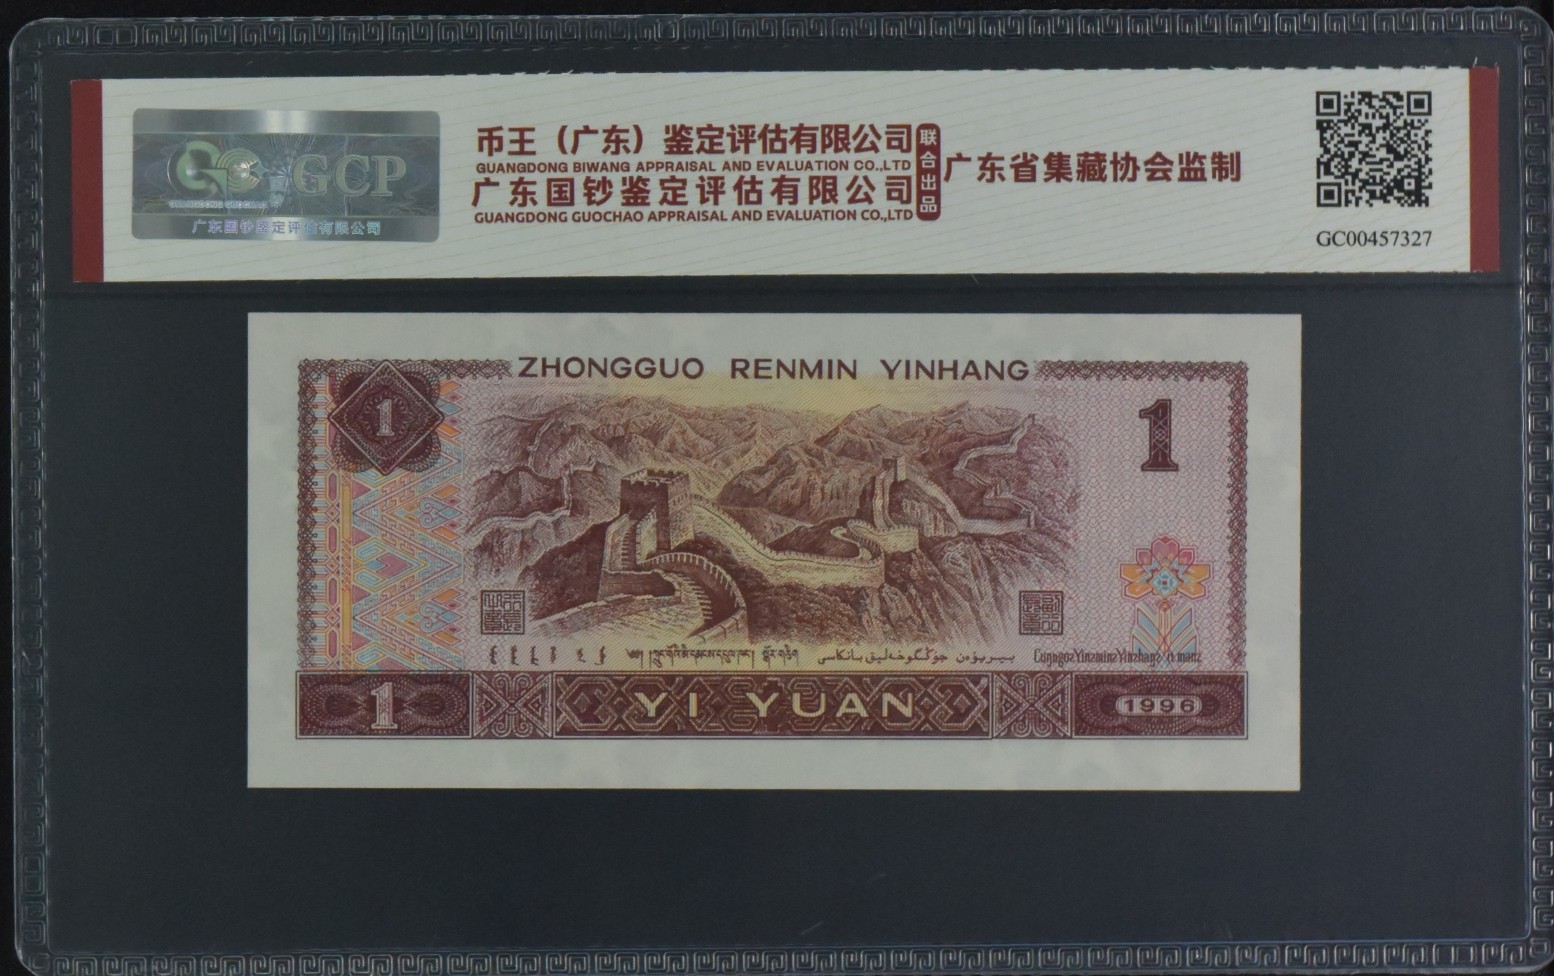 GCP
GUANGDONG GUOCHAO
广东国钞鉴定评估有限公司
币王（广东）鉴定评估有限公司
GUANGDONG BIWANG APPRAISAL AND EVALUATION CO.,LTD
广东国钞鉴定评估有限公司
GUANGDONG GUOCHAO APPRAISAL AND EVALUATION CO.,LTD
联合出品
广东省集藏协会监制
GC00457327
ZHONGGUO RENMIN YINHANG
1
1
1 YI YUAN 1996